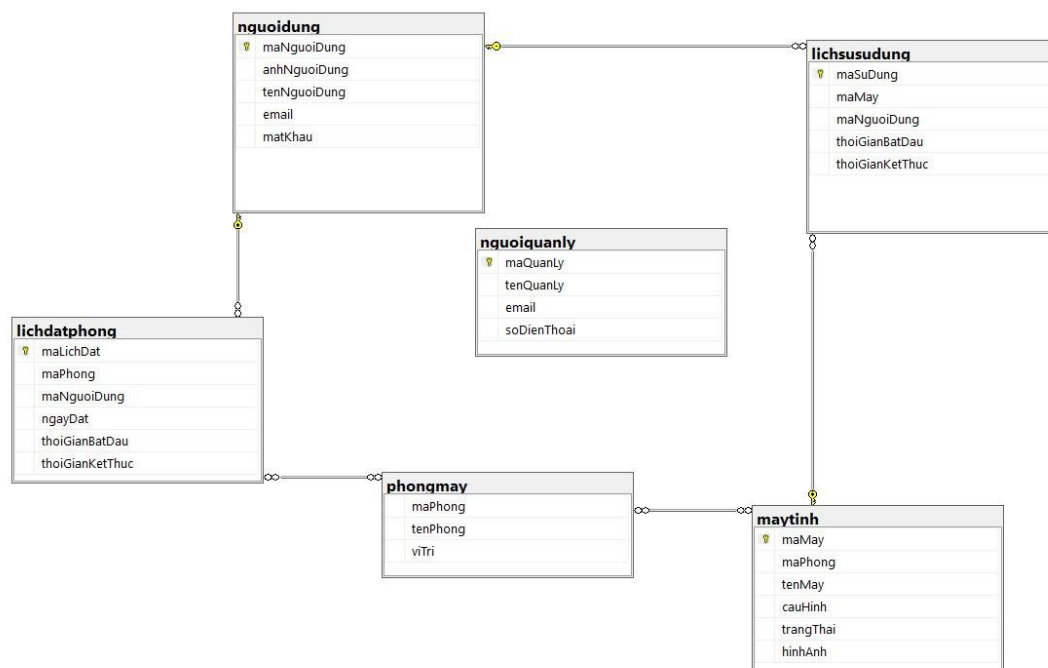 nguoidung
maNguoiDung
anhNguoiDung
tenNguoiDung
email
matKhau
lichsusudung
maSuDung
maMay
maNguoiDung
thoiGianBatDau
thoiGianKetThuc
nguoiquanly
maQuanLy
tenQuanLy
email
soDienThoai
lichdatphong
maLichDat
maPhong
maNguoiDung
ngayDat
thoiGianBatDau
thoiGianKetThuc
phongmay
maPhong
tenPhong
viTri
maytinh
maMay
maPhong
tenMay
cauHinh
trangThai
hinhAnh